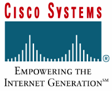 CISCO SYSTEMS
®
EMPOWERING THE
INTERNET GENERATION℠